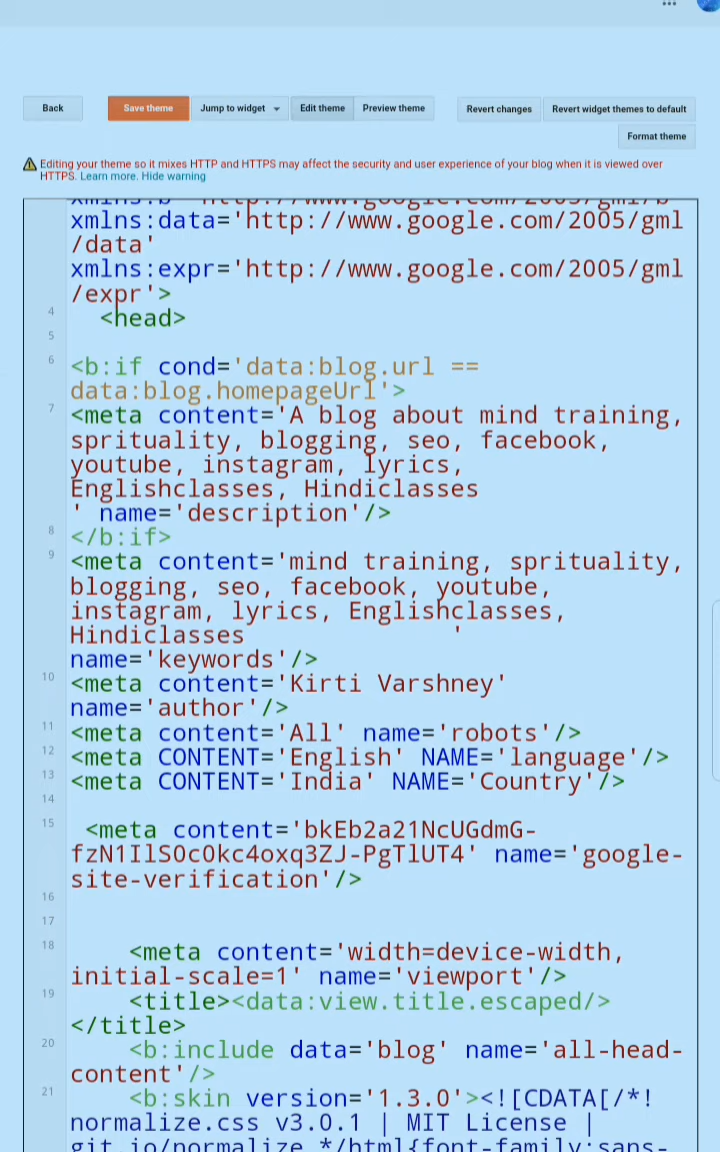 Back
Save theme
Jump to widget
Edit theme
Preview theme
Revert changes
Revert widget themes to default
Format theme
Editing your theme so it mixes HTTP and HTTPS may affect the security and user experience of your blog when it is viewed over
HTTPS. Learn more. Hide warning
xmlns:data='http://www.google.com/2005/gml
/data'
xmlns:expr='http://www.google.com/2005/gml
/expr'>
4 <head>
5
6 <b:if cond='data:blog.url ==
data:blog.homepageUrl'>
7 <meta content='A blog about mind training,
sprituality, blogging, seo, facebook,
youtube, instagram, lyrics,
Englishclasses, Hindiclasses
' name='description'/>
8 </b:if>
9 <meta content='mind training, sprituality,
blogging, seo, facebook, youtube,
instagram, lyrics, Englishclasses,
Hindiclasses '
name='keywords'/>
10 <meta content='Kirti Varshney'
name='author'/>
11 <meta content='All' name='robots'/>
12 <meta CONTENT='English' NAME='language'/>
13 <meta CONTENT='India' NAME='Country'/>
14
15 <meta content='bkEb2a21NcUGdmG-
fzN1IlS0c0kc4oxq3ZJ-PgTlUT4' name='google-
site-verification'/>
16
17
18 <meta content='width=device-width,
initial-scale=1' name='viewport'/>
19 <title><data:view.title.escaped/>
</title>
20 <b:include data='blog' name='all-head-
content'/>
21 <b:skin version='1.3.0'><![CDATA[/*!
normalize.css v3.0.1 | MIT License |
git.io/normalize */html{font-family:sans-